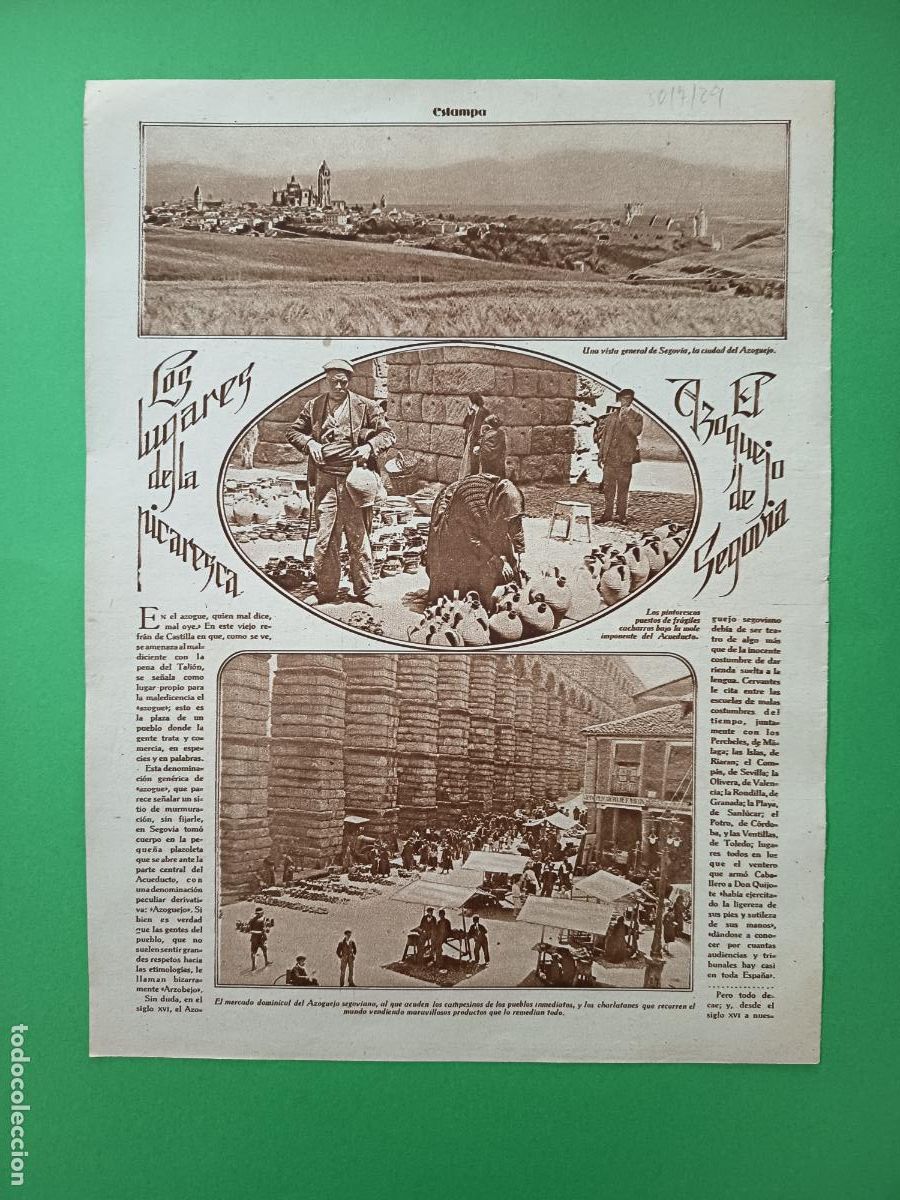 30/7/29
Estampa
Una vista general de Segovia, la ciudad del Azoguejo.
Los
lugares
de la
picaresca
El
Azoguejo
de
Segovia
Los pintorescos
puestos de frágiles
cacharros bajo la mole
imponente del Acueducto.
EN el azogue, quien mal dice,
mal oye.» En este viejo re-
frán de Castilla en que, como se ve,
se amenaza al mal-
diciente con la
pena del Talión,
se señala como
lugar propio para
la maledicencia el
«azogue»; esto es
la plaza de un
pueblo donde la
gente trata y co-
mercia, en espe-
cies y en palabras.
Esta denomina-
ción genérica de
«azogue», que pa-
rece señalar un si-
tio de murmura-
ción, sin fijarle,
en Segovia tomó
cuerpo en la pe-
queña plazoleta
que se abre ante la
parte central del
Acueducto, con
una denominación
peculiar derivati-
va: «Azoguejo». Si
bien es verdad
que las gentes del
pueblo, que no
suelen sentir gran-
des respetos hacia
las etimologías, le
llaman bizarra-
mente «Arzobejo».
Sin duda, en el
siglo XVI, el Azo-
guejo segoviano
debía de ser tea-
tro de algo más
que de la inocente
costumbre de dar
rienda suelta a la
lengua. Cervantes
le cita entre las
escuelas de malas
costumbres del
tiempo, junta-
mente con los
Percheles, de Má-
laga; las Islas, de
Riaran; el Com-
pás, de Sevilla; la
Olivera, de Valen-
cia; la Rondilla, de
Granada; la Playa,
de Sanlúcar; el
Potro, de Córdo-
ba, y las Ventillas,
de Toledo; luga-
res todos en los
que el ventero
que armó Caba-
llero a Don Quijo-
te «había ejercita-
do la ligereza de
sus pies y sutileza
de sus manos»,
«dándose a cono-
cer por cuantas
audiencias y tri-
bunales hay casi
en toda España».
Pero todo de-
cae; y, desde el
siglo XVI a nues-
El mercado dominical del Azoguejo segoviano, al que acuden los campesinos de los pueblos inmediatos, y los charlatanes que recorren el
mundo vendiendo maravillosos productos que lo remedian todo.
todocoleccion
todocoleccion.net